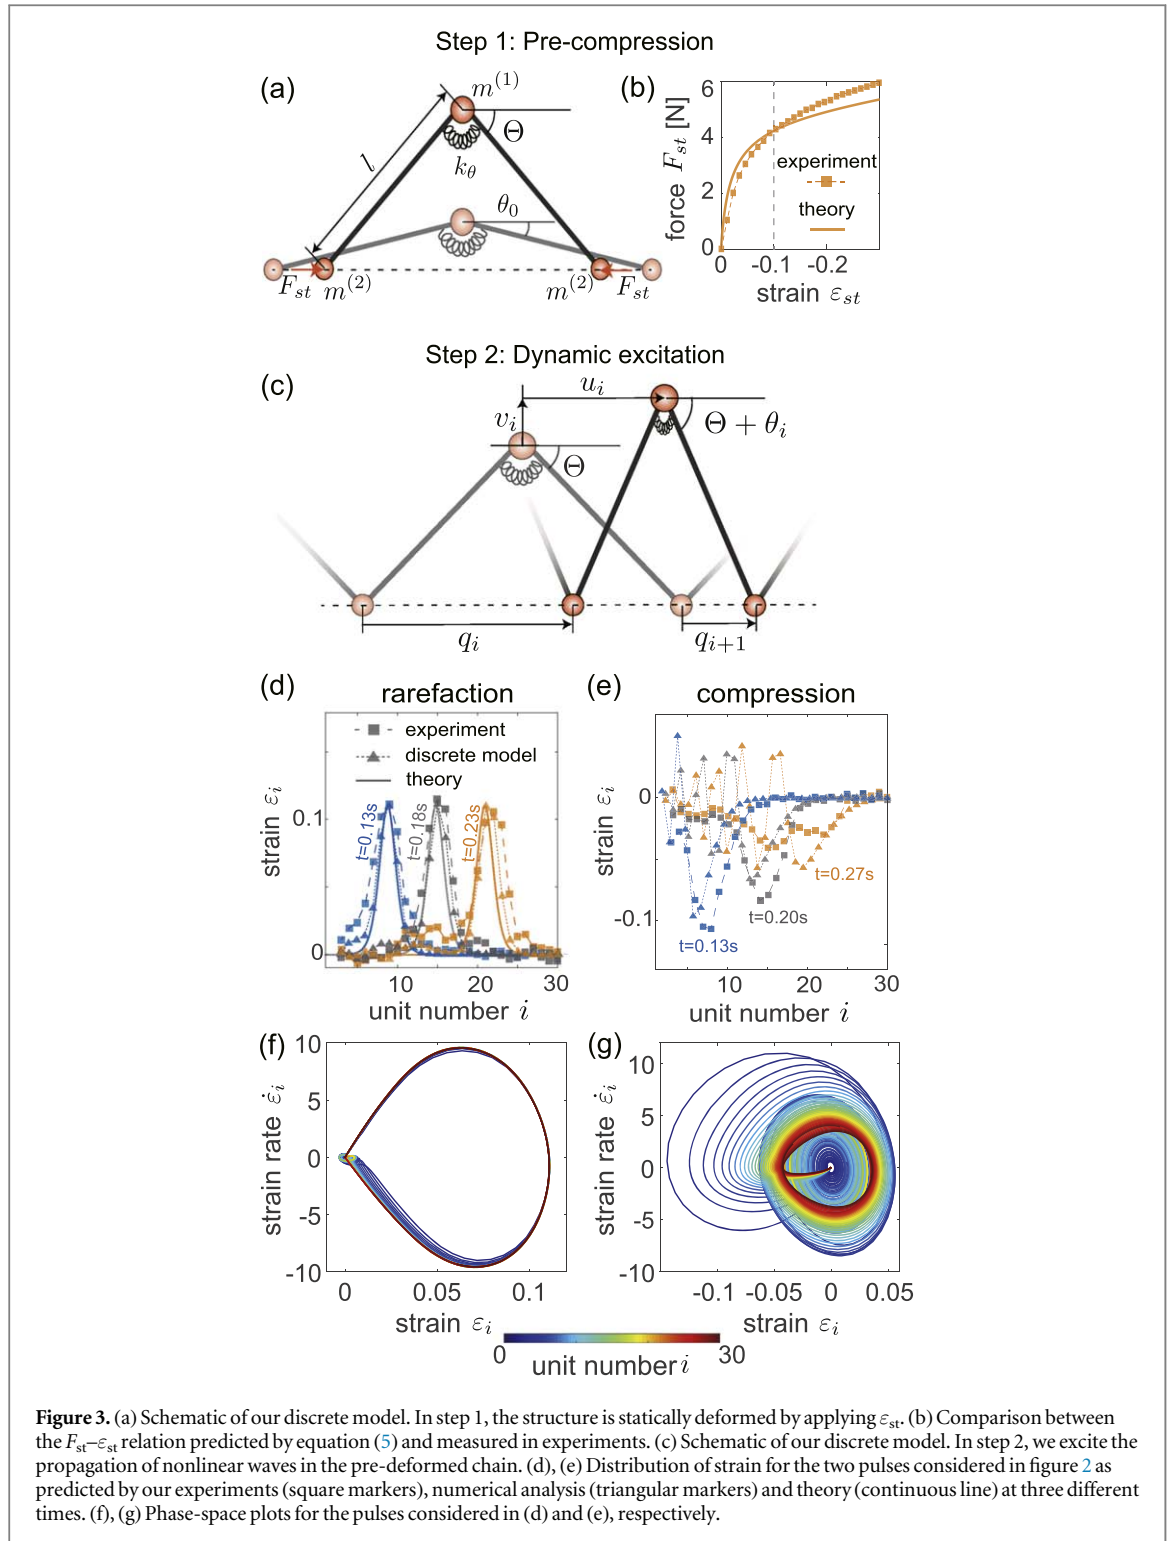 Step 1: Pre-compression
(a)
m^(1)
Θ
l
k_θ
θ_0
F_st
m^(2)
m^(2)
F_st
(b)
force F_st [N]
6
4
2
0
experiment
theory
0
-0.1
-0.2
strain ε_st
Step 2: Dynamic excitation
(c)
u_i
v_i
Θ + θ_i
Θ
q_i
q_{i+1}
(d)
rarefaction
experiment
discrete model
theory
strain ε_i
0.1
0
t=0.13s
t=0.18s
t=0.23s
10
20
30
unit number i
(e)
compression
strain ε_i
0
-0.1
t=0.27s
t=0.20s
t=0.13s
10
20
30
unit number i
(f)
strain rate ε̇_i
10
5
0
-5
-10
0
0.05
0.1
strain ε_i
(g)
strain rate ε̇_i
10
5
0
-5
-10
-0.1
-0.05
0
0.05
strain ε_i
0
unit number i
30
Figure 3. (a) Schematic of our discrete model. In step 1, the structure is statically deformed by applying ε_st. (b) Comparison between
the F_st–ε_st relation predicted by equation (5) and measured in experiments. (c) Schematic of our discrete model. In step 2, we excite the
propagation of nonlinear waves in the pre-deformed chain. (d), (e) Distribution of strain for the two pulses considered in figure 2 as
predicted by our experiments (square markers), numerical analysis (triangular markers) and theory (continuous line) at three different
times. (f), (g) Phase-space plots for the pulses considered in (d) and (e), respectively.